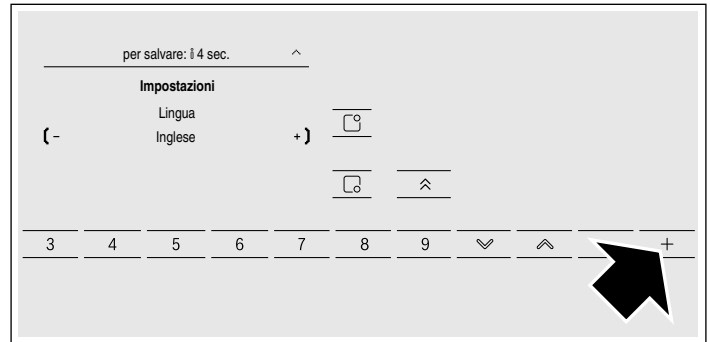 per salvare: i 4 sec.
Impostazioni
Lingua
- Inglese +
3 4 5 6 7 8 9 +